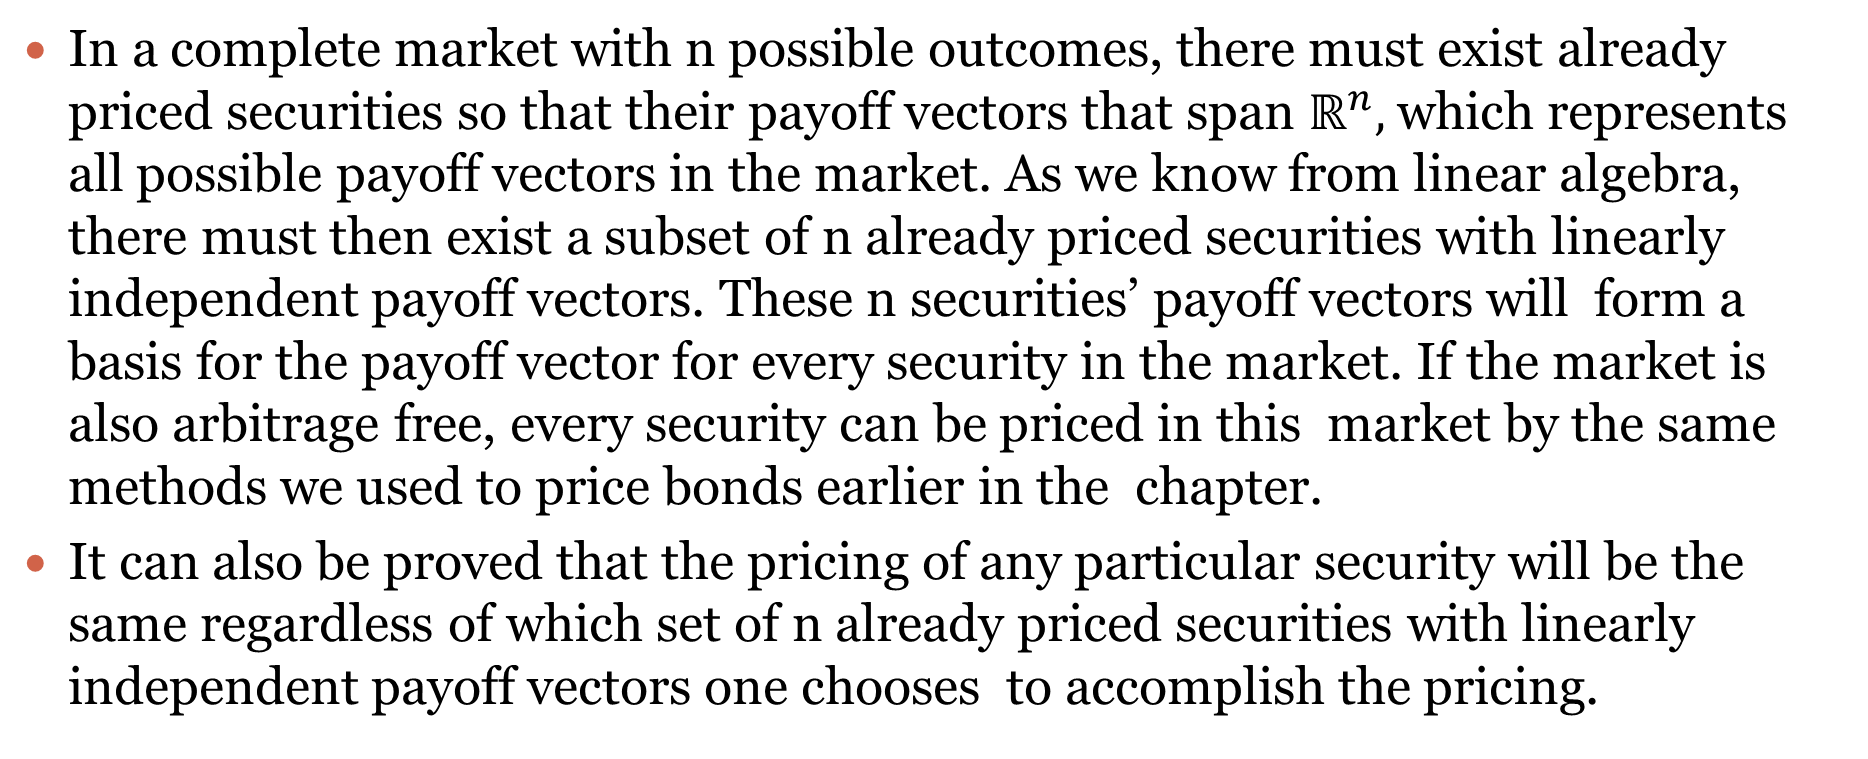 • In a complete market with n possible outcomes, there must exist already
priced securities so that their payoff vectors that span ℝⁿ, which represents
all possible payoff vectors in the market. As we know from linear algebra,
there must then exist a subset of n already priced securities with linearly
independent payoff vectors. These n securities’ payoff vectors will  form a
basis for the payoff vector for every security in the market. If the market is
also arbitrage free, every security can be priced in this  market by the same
methods we used to price bonds earlier in the  chapter.
• It can also be proved that the pricing of any particular security will be the
same regardless of which set of n already priced securities with linearly
independent payoff vectors one chooses  to accomplish the pricing.